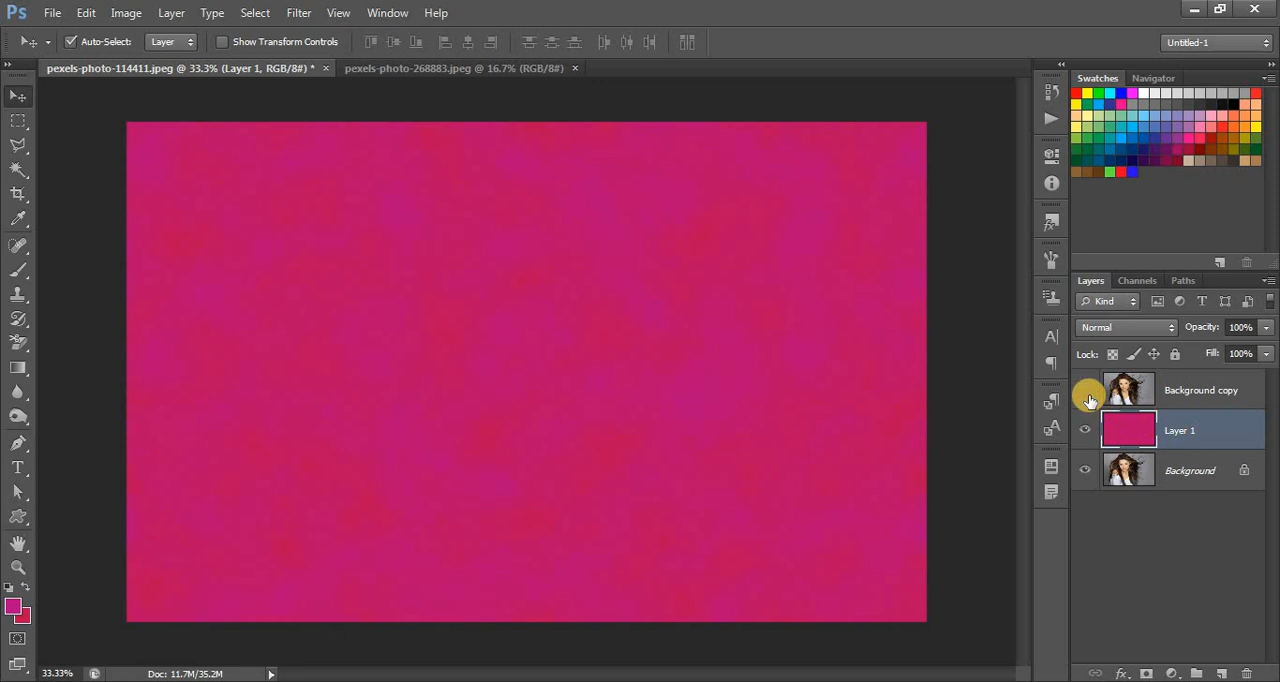 Ps File Edit Image Layer Type Select Filter 3D View Window Help
Auto-Select: Layer Show Transform Controls Untitled-1
pexels-photo-114411.jpeg @ 33.3% (Layer 1, RGB/8#) * × pexels-photo-268883.jpeg @ 16.7% (RGB/8#) ×
Swatches Navigator
Layers Channels Paths
Kind
Normal Opacity: 100%
Lock: Fill: 100%
Background copy
Layer 1
Background
33.33% Doc: 11.7M/35.2M